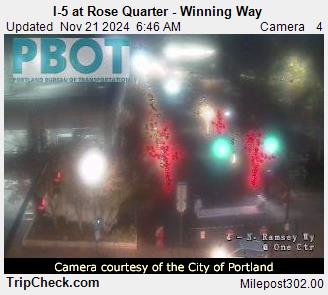 I-5 at Rose Quarter - Winning Way
Updated Nov 21 2024 6:46 AM Camera 4
PBOT
PORTLAND BUREAU OF TRANSPORTATION
4 - N. Ramsey Wy
@ One Ctr
Camera courtesy of the City of Portland
TripCheck.com Milepost302.00